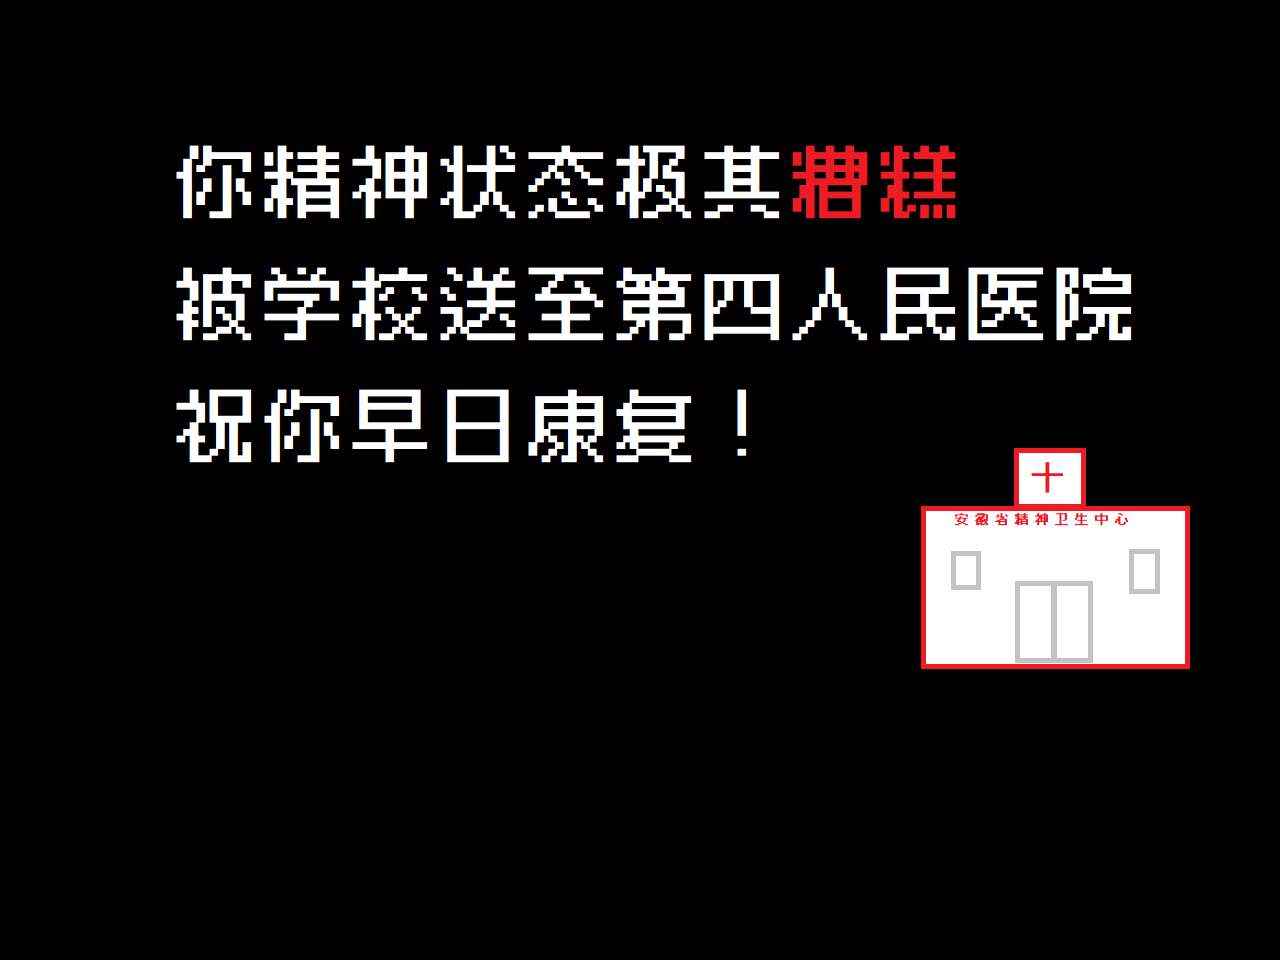 你精神状态极其糟糕
被学校送至第四人民医院
祝你早日康复！
安徽省精神卫生中心